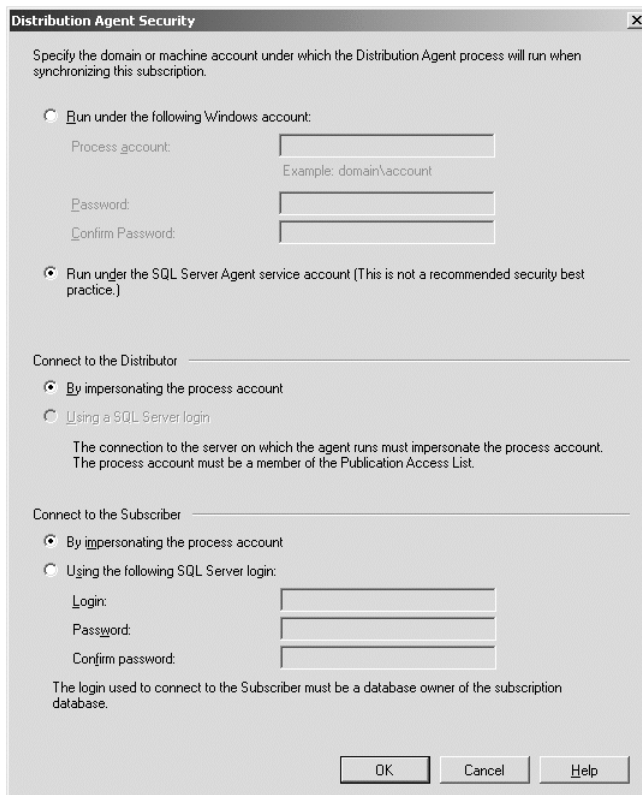 Distribution Agent Security
Specify the domain or machine account under which the Distribution Agent process will run when
synchronizing this subscription.
Run under the following Windows account:
Process account:
Example: domain\account
Password:
Confirm Password:
Run under the SQL Server Agent service account (This is not a recommended security best
practice.)
Connect to the Distributor
By impersonating the process account
Using a SQL Server login
The connection to the server on which the agent runs must impersonate the process account.
The process account must be a member of the Publication Access List.
Connect to the Subscriber
By impersonating the process account
Using the following SQL Server login:
Login:
Password:
Confirm password:
The login used to connect to the Subscriber must be a database owner of the subscription
database.
OK Cancel Help